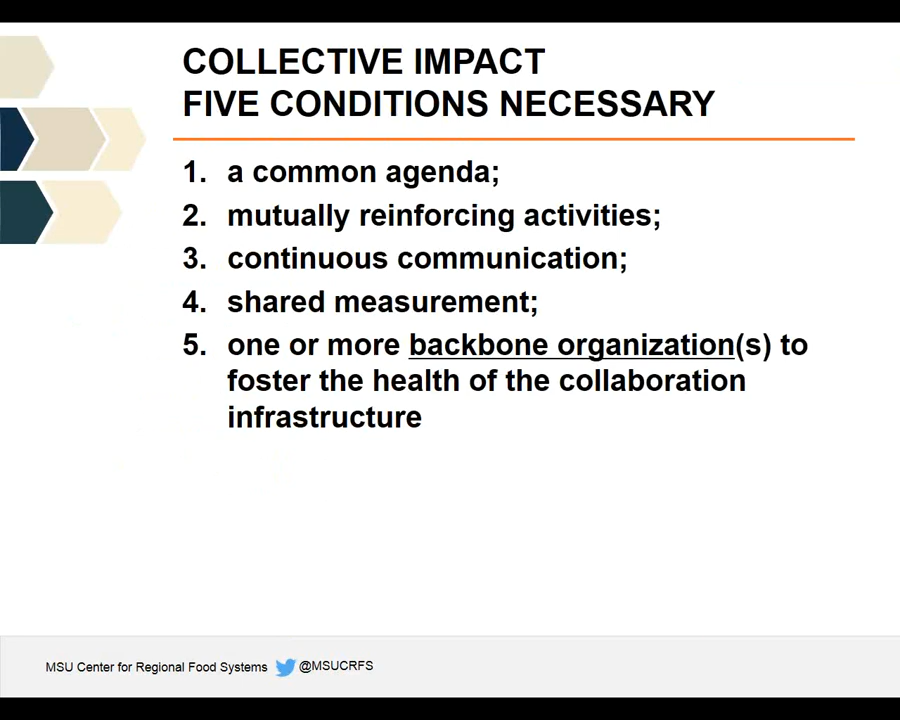 COLLECTIVE IMPACT
FIVE CONDITIONS NECESSARY
1. a common agenda;
2. mutually reinforcing activities;
3. continuous communication;
4. shared measurement;
5. one or more backbone organization(s) to
foster the health of the collaboration
infrastructure
MSU Center for Regional Food Systems @MSUCRFS